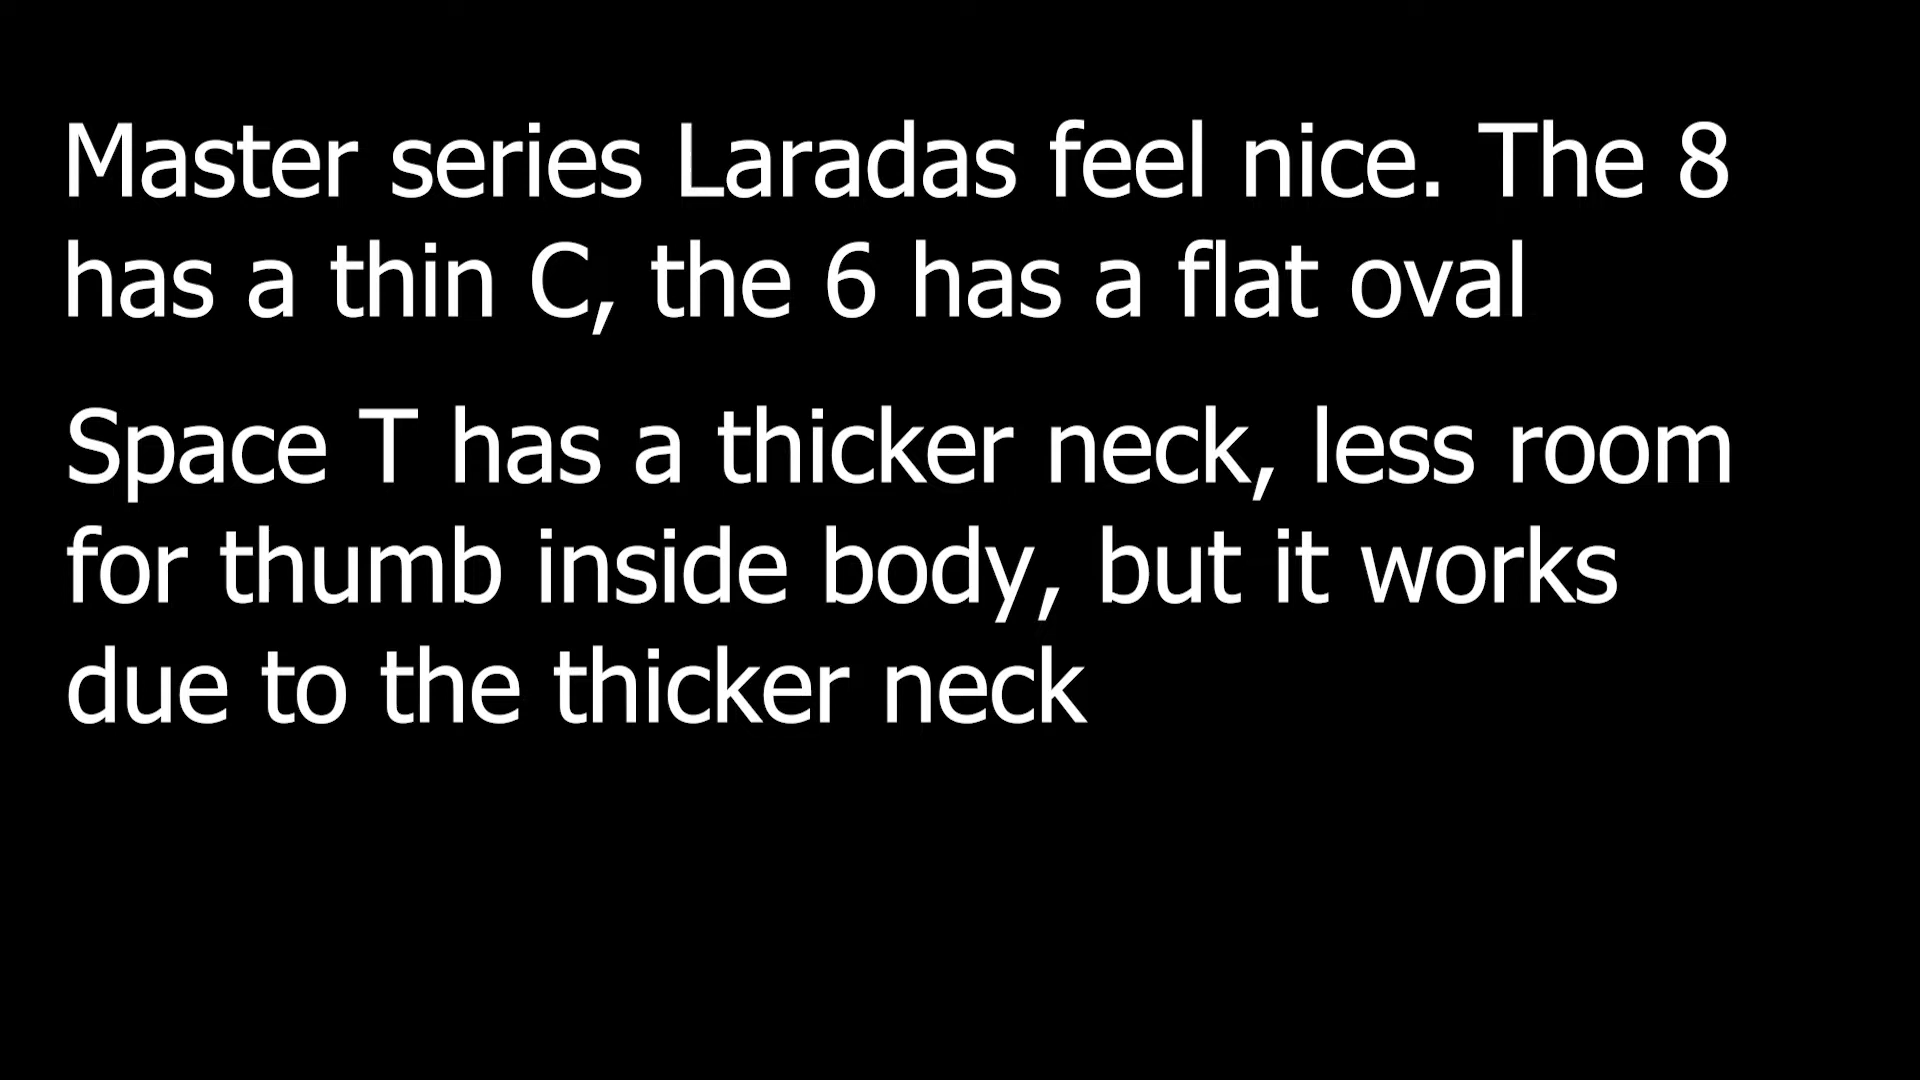 Master series Laradas feel nice. The 8
has a thin C, the 6 has a flat oval
Space T has a thicker neck, less room
for thumb inside body, but it works
due to the thicker neck